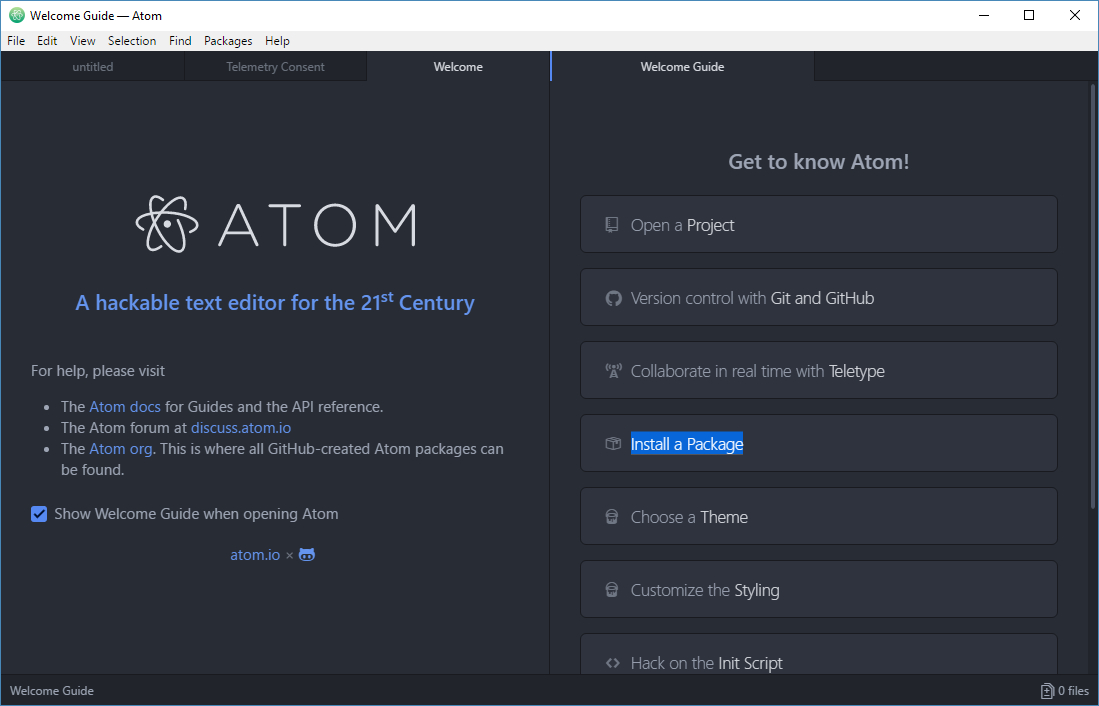 Welcome Guide — Atom
File Edit View Selection Find Packages Help
untitled Telemetry Consent Welcome Welcome Guide
ATOM
A hackable text editor for the 21st Century
For help, please visit
The Atom docs for Guides and the API reference.
The Atom forum at discuss.atom.io
The Atom org. This is where all GitHub-created Atom packages can
be found.
Show Welcome Guide when opening Atom
atom.io ×
Get to know Atom!
Open a Project
Version control with Git and GitHub
Collaborate in real time with Teletype
Install a Package
Choose a Theme
Customize the Styling
Hack on the Init Script
Welcome Guide 0 files